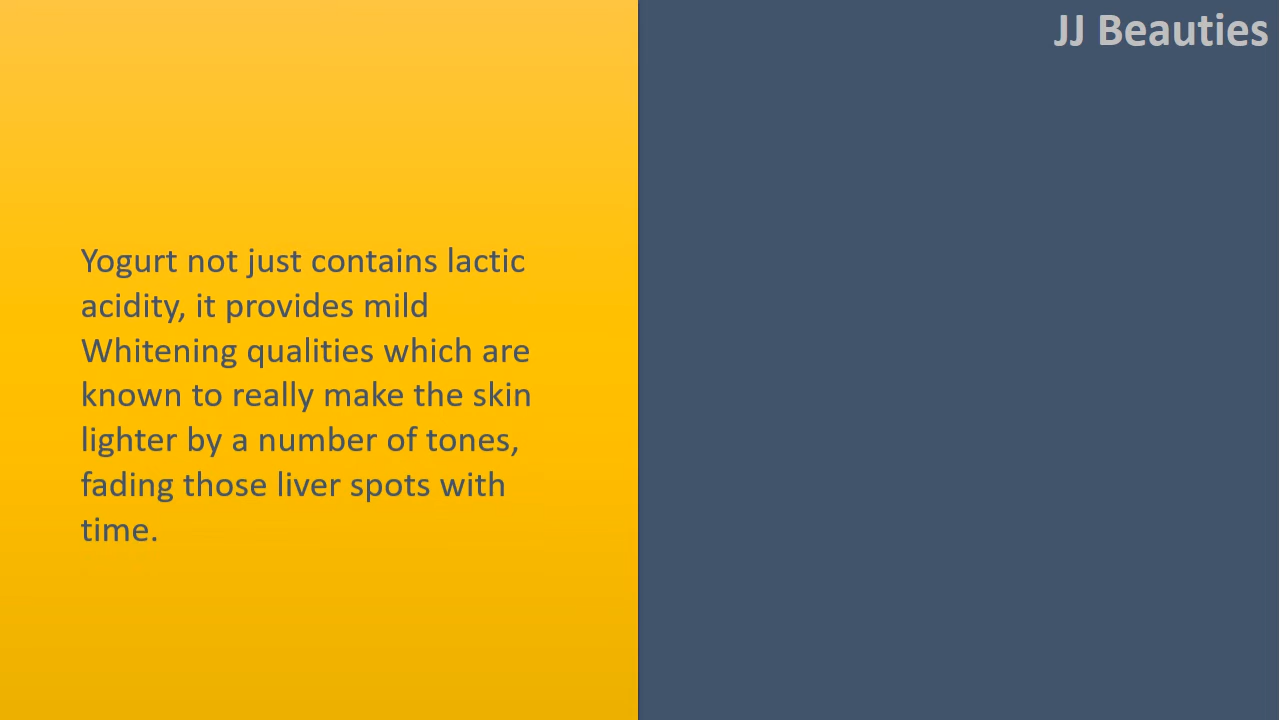 JJ Beauties
Yogurt not just contains lactic
acidity, it provides mild
Whitening qualities which are
known to really make the skin
lighter by a number of tones,
fading those liver spots with
time.